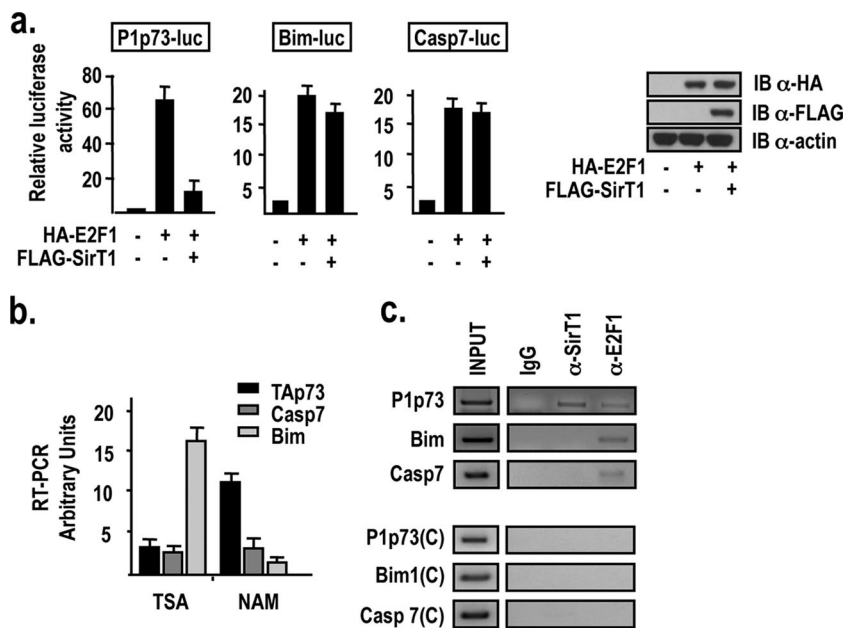 a.
P1p73-luc
Bim-luc
Casp7-luc
Relative luciferase
activity
80
60
40
20
20
15
10
5
20
15
10
5
HA-E2F1 - + + - + + - + +
FLAG-SirT1 - - + - - + - - +
IB α-HA
IB α-FLAG
IB α-actin
HA-E2F1 - + +
FLAG-SirT1 - - +
b.
RT-PCR
Arbitrary Units
20
15
10
5
TAp73
Casp7
Bim
TSA
NAM
c.
INPUT
IgG
α-SirT1
α-E2F1
P1p73
Bim
Casp7
P1p73(C)
Bim1(C)
Casp 7(C)